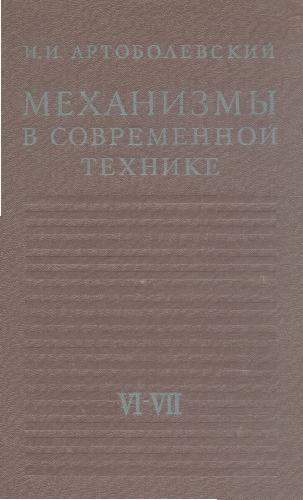 И. И. АРТОБОЛЕВСКИЙ
МЕХАНИЗМЫ
В СОВРЕМЕННОЙ
ТЕХНИКЕ
VI-VII